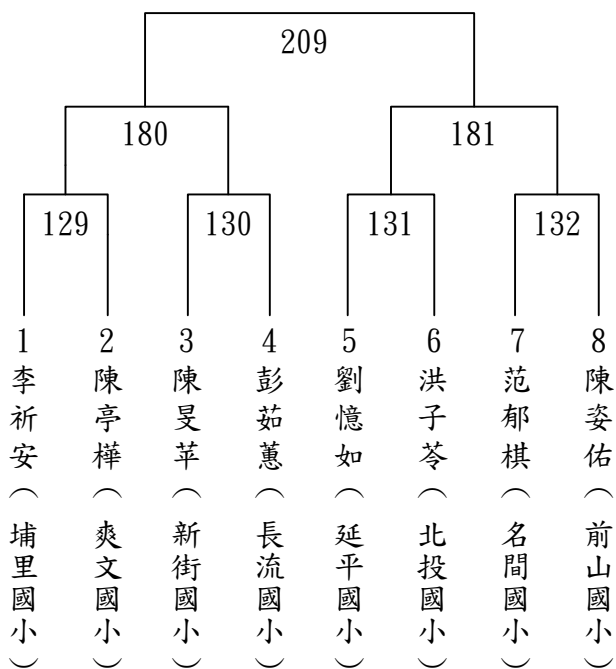 209
180
181
129
130
131
132
1
李祈安（埔里國小）
2
陳亭樺（爽文國小）
3
陳旻苹（新街國小）
4
彭茹蕙（長流國小）
5
劉憶如（延平國小）
6
洪子苓（北投國小）
7
范郁棋（名間國小）
8
陳姿佑（前山國小）